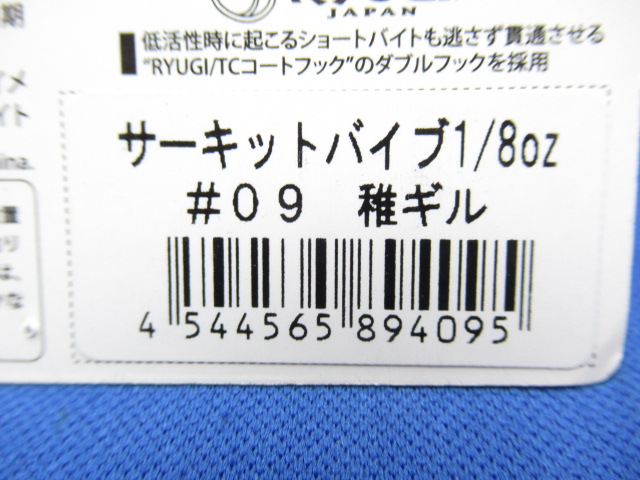 JAPAN
低活性時に起こるショートバイトも逃さず貫通させる
“RYUGI/TCコートフック”のダブルフックを採用
サーキットバイブ1/8oz
#09 稚ギル
4 544565 894095